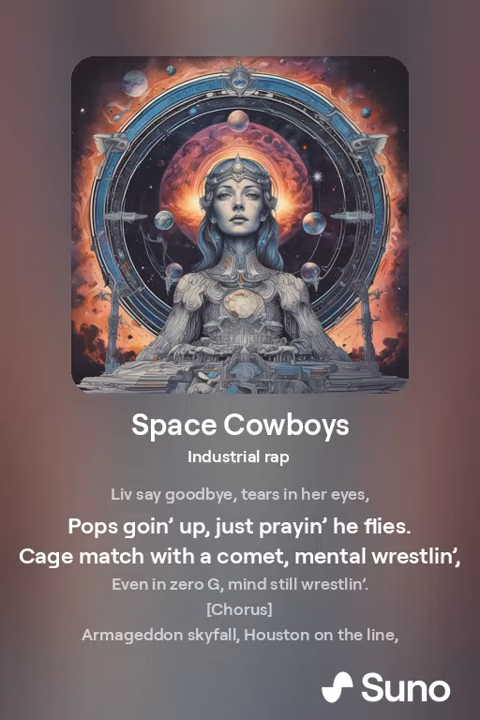 Space Cowboys
Industrial rap
Liv say goodbye, tears in her eyes,
Pops goin’ up, just prayin’ he flies.
Cage match with a comet, mental wrestlin’,
Even in zero G, mind still wrestlin’.
[Chorus]
Armageddon skyfall, Houston on the line,
Suno